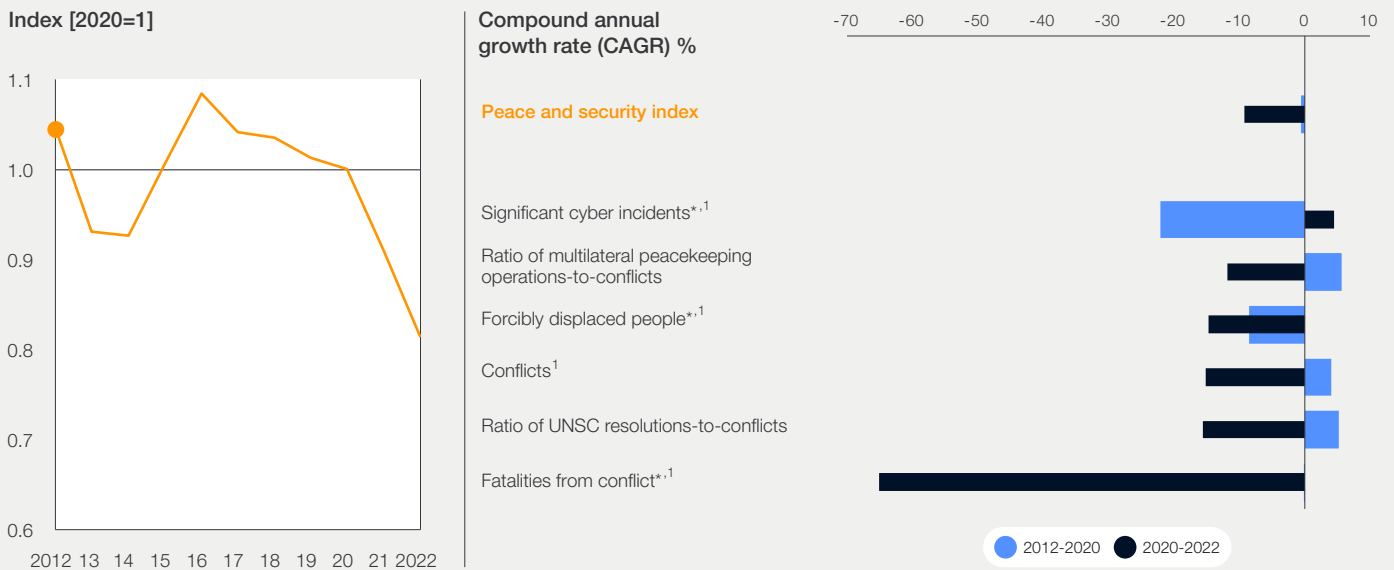 Index [2020=1]
1.1
1.0
0.9
0.8
0.7
0.6
2012 13 14 15 16 17 18 19 20 21 2022
Compound annual
growth rate (CAGR) %
-70 -60 -50 -40 -30 -20 -10 0 10
Peace and security index
Significant cyber incidents*,1
Ratio of multilateral peacekeeping
operations-to-conflicts
Forcibly displaced people*,1
Conflicts1
Ratio of UNSC resolutions-to-conflicts
Fatalities from conflict*,1
2012-2020 2020-2022